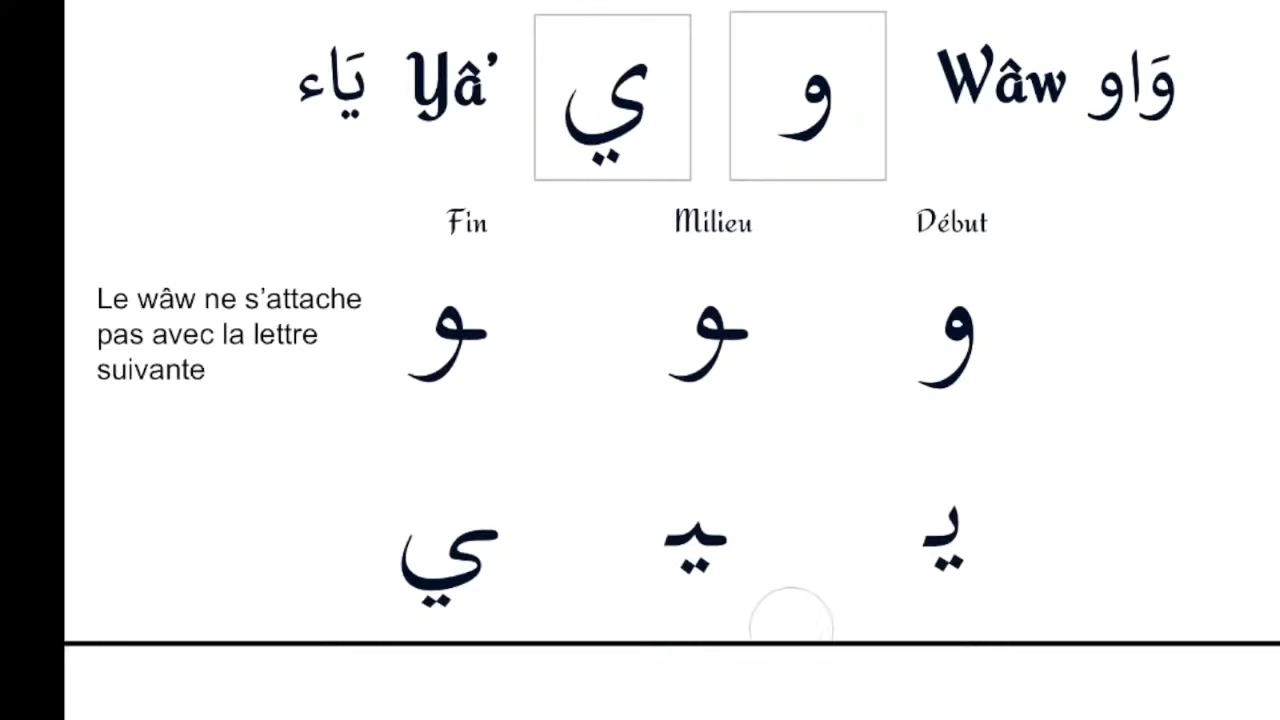 يَاء Yâ’ ي و Wâw وَاو
Fin Milieu Début
Le wâw ne s’attache
pas avec la lettre
suivante
ـو ـو و
ـي ـيـ يـ